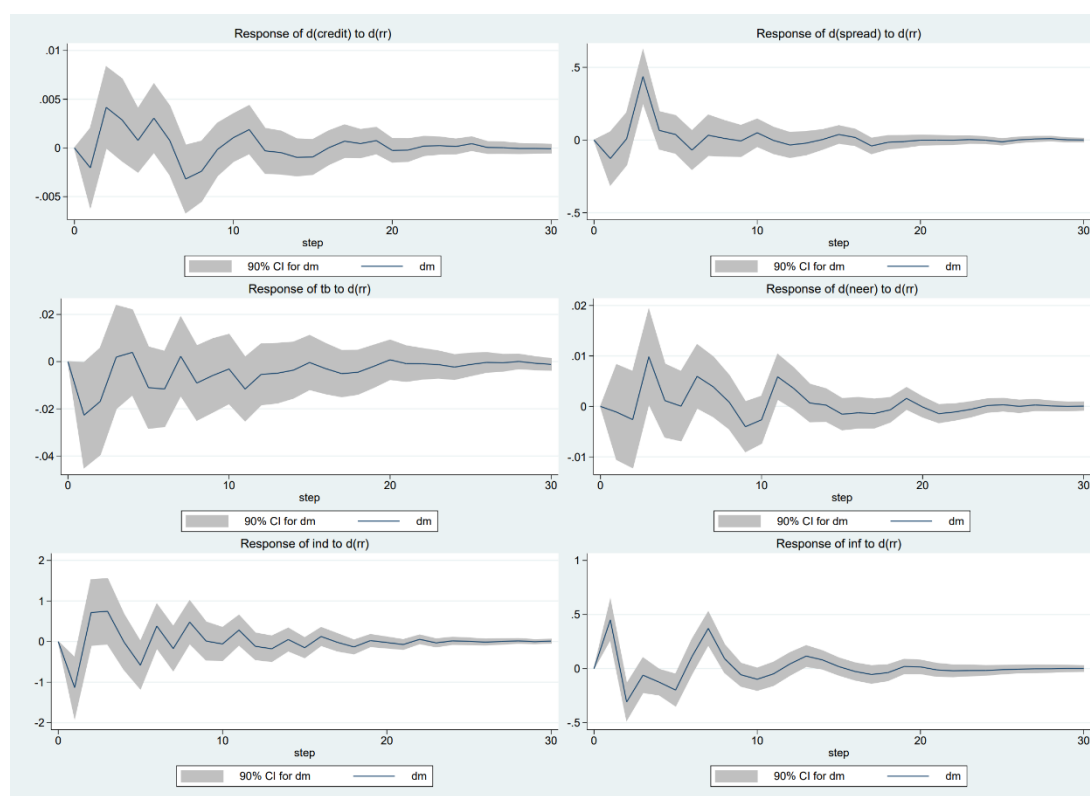 Response of d(credit) to d(rr)
.01
.005
0
-.005
0 10 20 30
step
90% CI for dm dm
Response of d(spread) to d(rr)
.5
0
-.5
0 10 20 30
step
90% CI for dm dm
Response of tb to d(rr)
.02
0
-.02
-.04
0 10 20 30
step
90% CI for dm dm
Response of d(neer) to d(rr)
.02
.01
0
-.01
0 10 20 30
step
90% CI for dm dm
Response of ind to d(rr)
2
1
0
-1
-2
0 10 20 30
step
90% CI for dm dm
Response of inf to d(rr)
1
.5
0
-.5
0 10 20 30
step
90% CI for dm dm